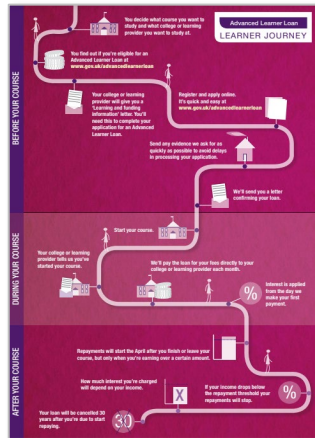 Advanced Learner Loan
LEARNER JOURNEY
BEFORE YOUR COURSE
You decide what course you want to
study and what college or learning
provider you want to study at.
You find out if you're eligible for an
Advanced Learner Loan at
www.gov.uk/advancedlearnerloan
Your college or learning
provider will give you a
'Learning and funding
information' letter. You'll
need this to complete your
application for an Advanced
Learner Loan.
Register and apply online.
It's quick and easy at
www.gov.uk/advancedlearnerloan
Send any evidence we ask for as
quickly as possible to avoid delays
in processing your application.
We'll send you a letter
confirming your loan.
DURING YOUR COURSE
Start your course.
Your college or learning
provider tells us you've
started your course.
We'll pay the loan for your fees directly to your
college or learning provider each month.
%
Interest is applied
from the day we
make your first
payment.
AFTER YOUR COURSE
Repayments will start the April after you finish or leave your
course, but only when you're earning over a certain amount.
How much interest you're charged
will depend on your income.
X
If your income drops below
the repayment threshold your
repayments will stop.
%
Your loan will be cancelled 30
years after you're due to start
repaying.
30